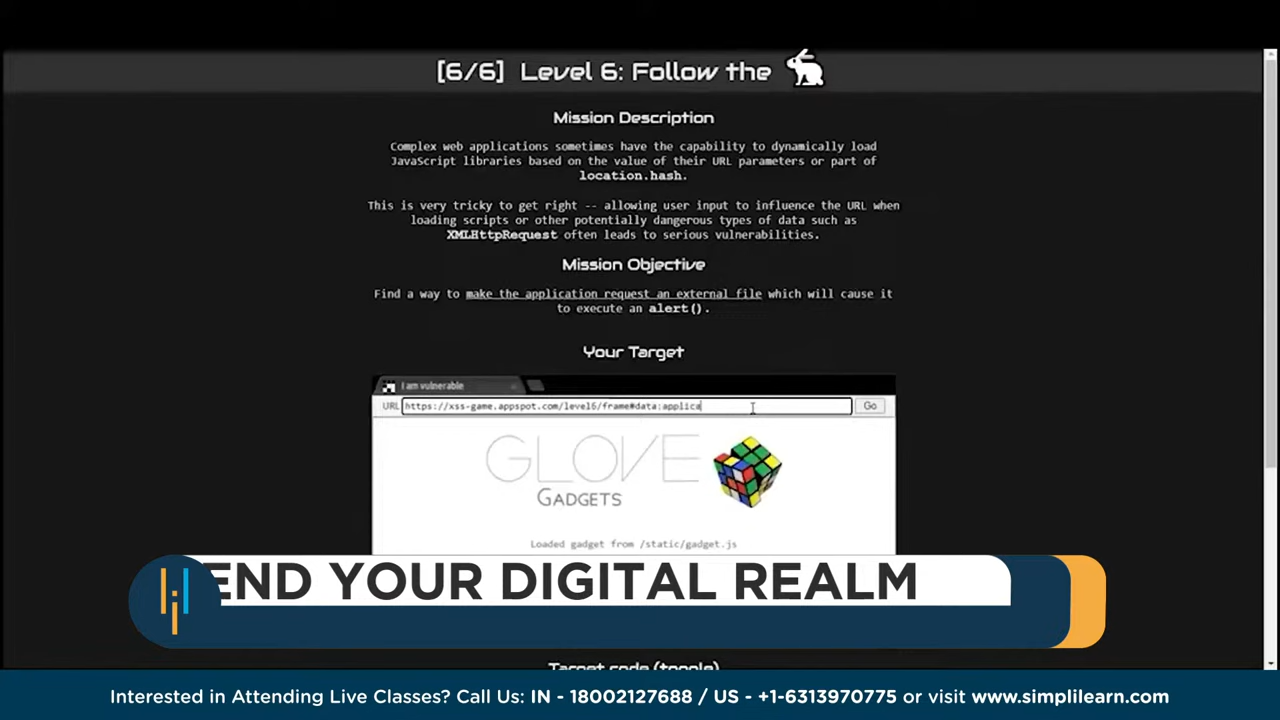 [6/6] Level 6: Follow the
Mission Description
Complex web applications sometimes have the capability to dynamically load
JavaScript libraries based on the value of their URL parameters or part of
location.hash.
This is very tricky to get right -- allowing user input to influence the URL when
loading scripts or other potentially dangerous types of data such as
XMLHttpRequest often leads to serious vulnerabilities.
Mission Objective
Find a way to make the application request an external file which will cause it
to execute an alert().
Your Target
I am vulnerable
URL https://xss-game.appspot.com/level6/frame#data:applica Go
GLOVE
GADGETS
Loaded gadget from /static/gadget.js
END YOUR DIGITAL REALM
Target code (toggle)
Interested in Attending Live Classes? Call Us: IN - 18002127688 / US - +1-6313970775 or visit www.simplilearn.com